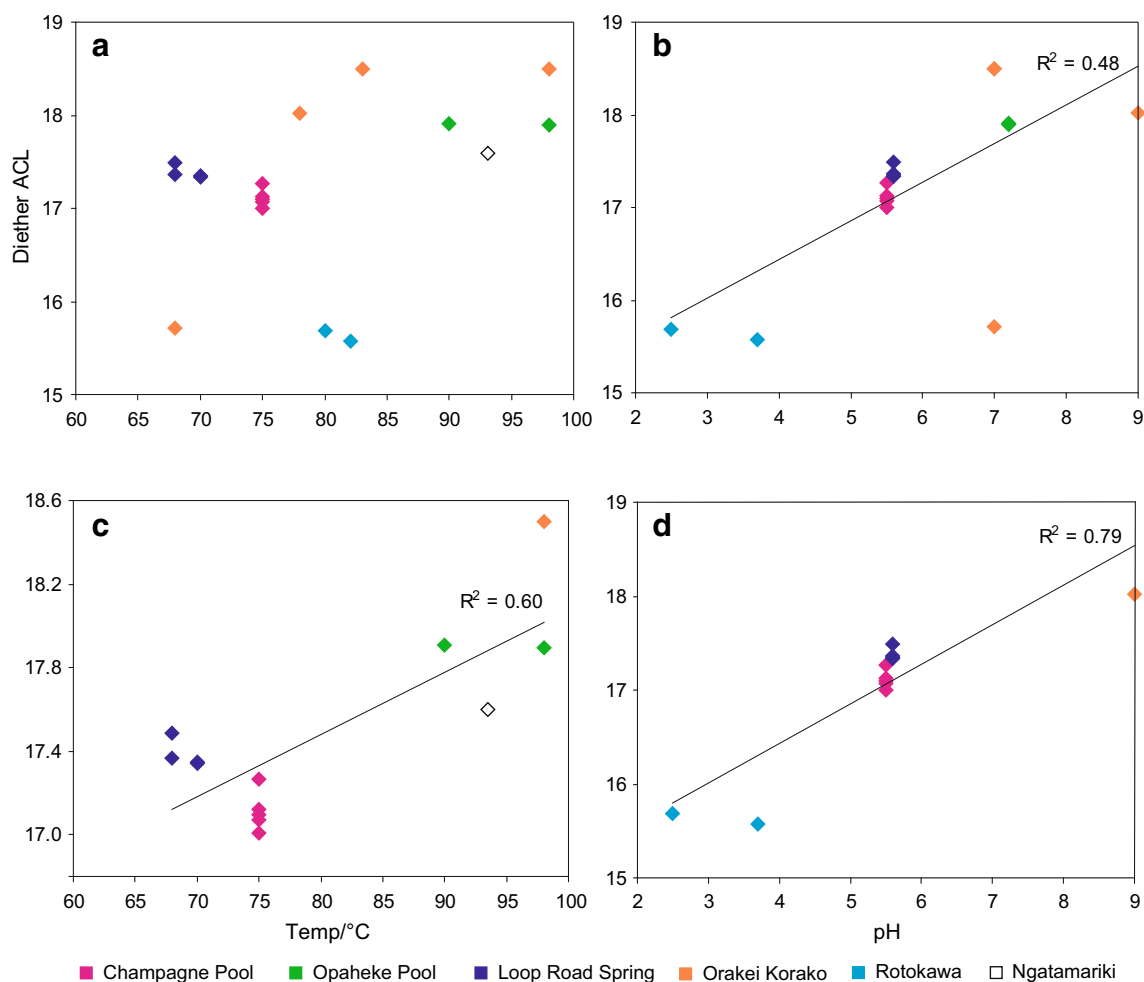 a
19
18
17
16
15
Diether ACL
60 65 70 75 80 85 90 95 100
b
R² = 0.48
19
18
17
16
15
2 3 4 5 6 7 8 9
c
R² = 0.60
18.6
18.2
17.8
17.4
17.0
60 65 70 75 80 85 90 95 100
Temp/°C
d
R² = 0.79
19
18
17
16
15
2 3 4 5 6 7 8 9
pH
Champagne Pool Opaheke Pool Loop Road Spring Orakei Korako Rotokawa Ngatamariki